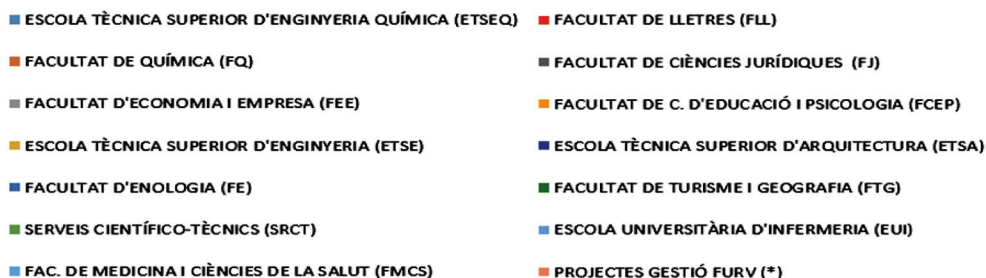 ESCOLA TÈCNICA SUPERIOR D'ENGINYERIA QUÍMICA (ETSEQ)
FACULTAT DE LLETRES (FLL)
FACULTAT DE QUÍMICA (FQ)
FACULTAT DE CIÈNCIES JURÍDIQUES (FJ)
FACULTAT D'ECONOMIA I EMPRESA (FEE)
FACULTAT DE C. D'EDUCACIÓ I PSICOLOGIA (FCEP)
ESCOLA TÈCNICA SUPERIOR D'ENGINYERIA (ETSE)
ESCOLA TÈCNICA SUPERIOR D'ARQUITECTURA (ETSA)
FACULTAT D'ENOLOGIA (FE)
FACULTAT DE TURISME I GEOGRAFIA (FTG)
SERVEIS CIENTÍFICO-TÈCNICS (SRCT)
ESCOLA UNIVERSITÀRIA D'INFERMERIA (EUI)
FAC. DE MEDICINA I CIÈNCIES DE LA SALUT (FMCS)
PROJECTES GESTIÓ FURV (*)